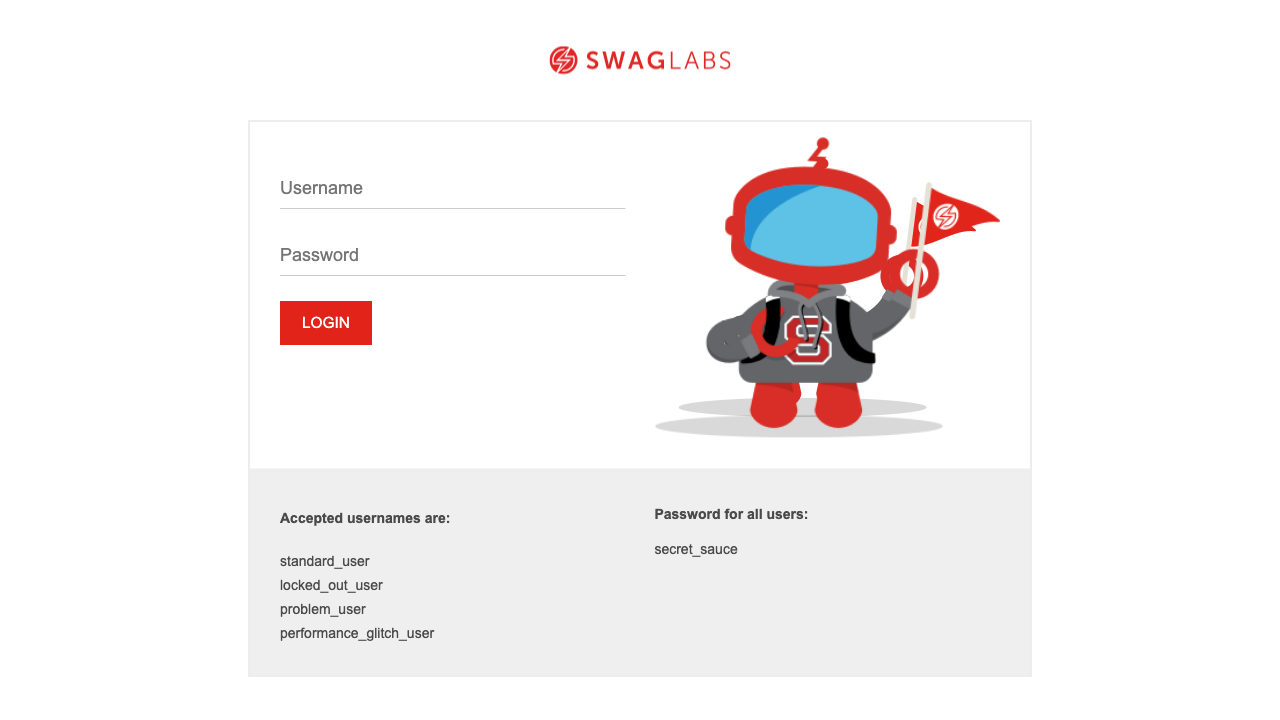 SWAGLABS
Username
Password
LOGIN
S
Accepted usernames are:
standard_user
locked_out_user
problem_user
performance_glitch_user
Password for all users:
secret_sauce